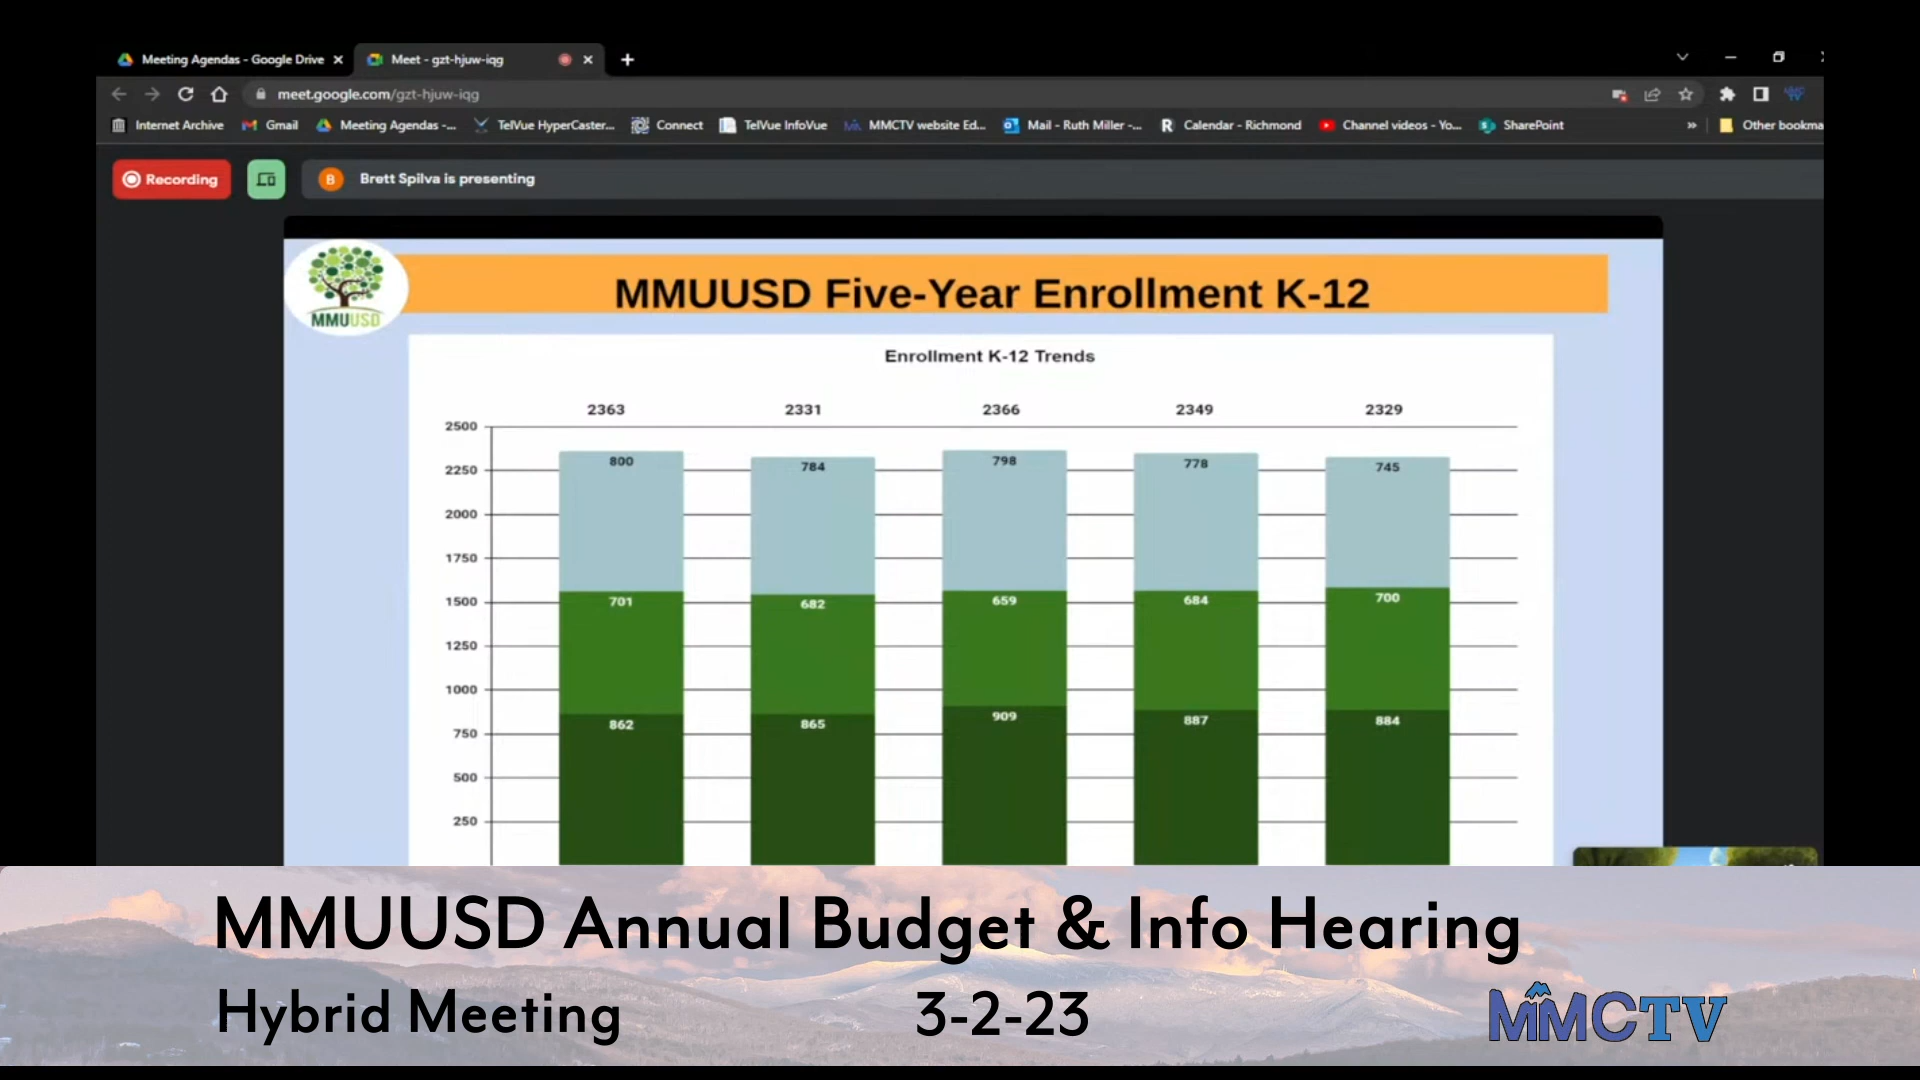 Meeting Agendas - Google Drive
Meet - gzt-hjuw-iqg
meet.google.com/gzt-hjuw-iqg
Internet Archive Gmail Meeting Agendas -... TelVue HyperCaster... Connect TelVue InfoVue MMCTV website Ed... Mail - Ruth Miller -... Calendar - Richmond Channel videos - Yo... SharePoint » Other bookma
Recording B Brett Spilva is presenting
MMUUSD
MMUUSD Five-Year Enrollment K-12
Enrollment K-12 Trends
2363 2331 2366 2349 2329
2500
800 784 798 778 745
2250
2000
1750
1500
701 682 659 684 700
1250
1000
862 865 909 887 884
750
500
250
MMUUSD Annual Budget & Info Hearing
Hybrid Meeting 3-2-23 MMCTV